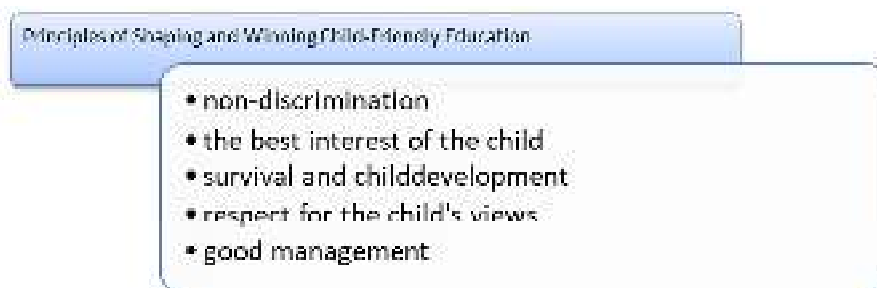 Principles of Shaping and Winning Child-Friendly Education
• non-discrimination
• the best interest of the child
• survival and childdevelopment
• respect for the child's views
• good management